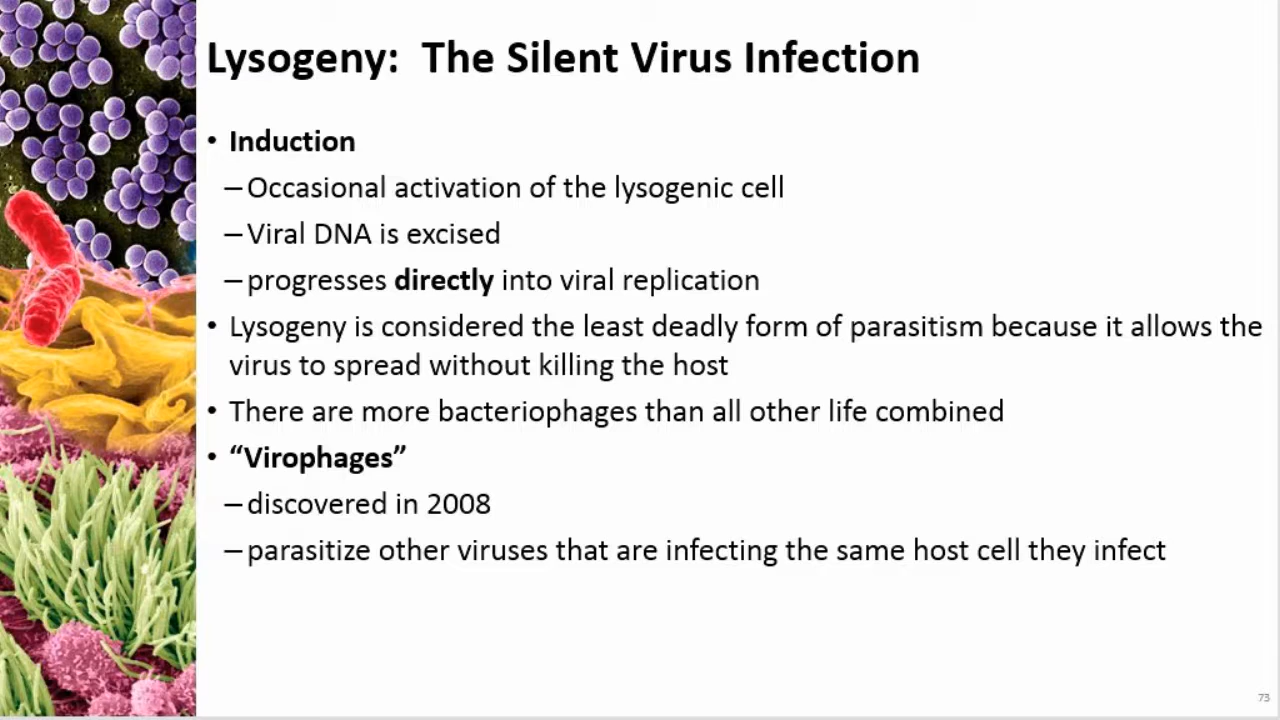 Lysogeny:  The Silent Virus Infection
• Induction
– Occasional activation of the lysogenic cell
– Viral DNA is excised
– progresses directly into viral replication
• Lysogeny is considered the least deadly form of parasitism because it allows the
virus to spread without killing the host
• There are more bacteriophages than all other life combined
• “Virophages”
– discovered in 2008
– parasitize other viruses that are infecting the same host cell they infect
73